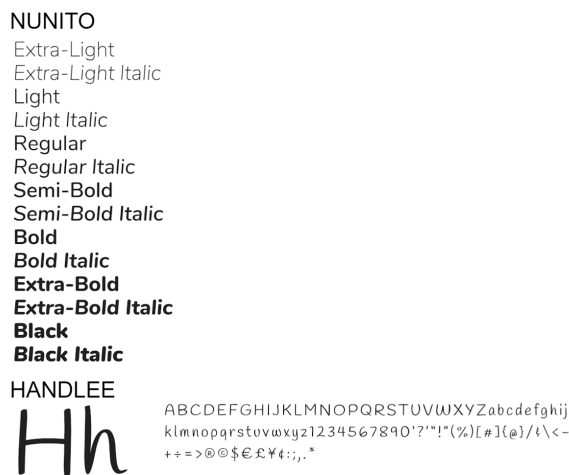 NUNITO
Extra-Light
Extra-Light Italic
Light
Light Italic
Regular
Regular Italic
Semi-Bold
Semi-Bold Italic
Bold
Bold Italic
Extra-Bold
Extra-Bold Italic
Black
Black Italic
HANDLEE
Hh
ABCDEFGHIJKLMNOPQRSTUVWXYZabcdefghij
klmnopqrstuvwxyz1234567890'?'"!"(%)[#]{@}/&\<-
+÷=>®©$€£¥¢:;,.*